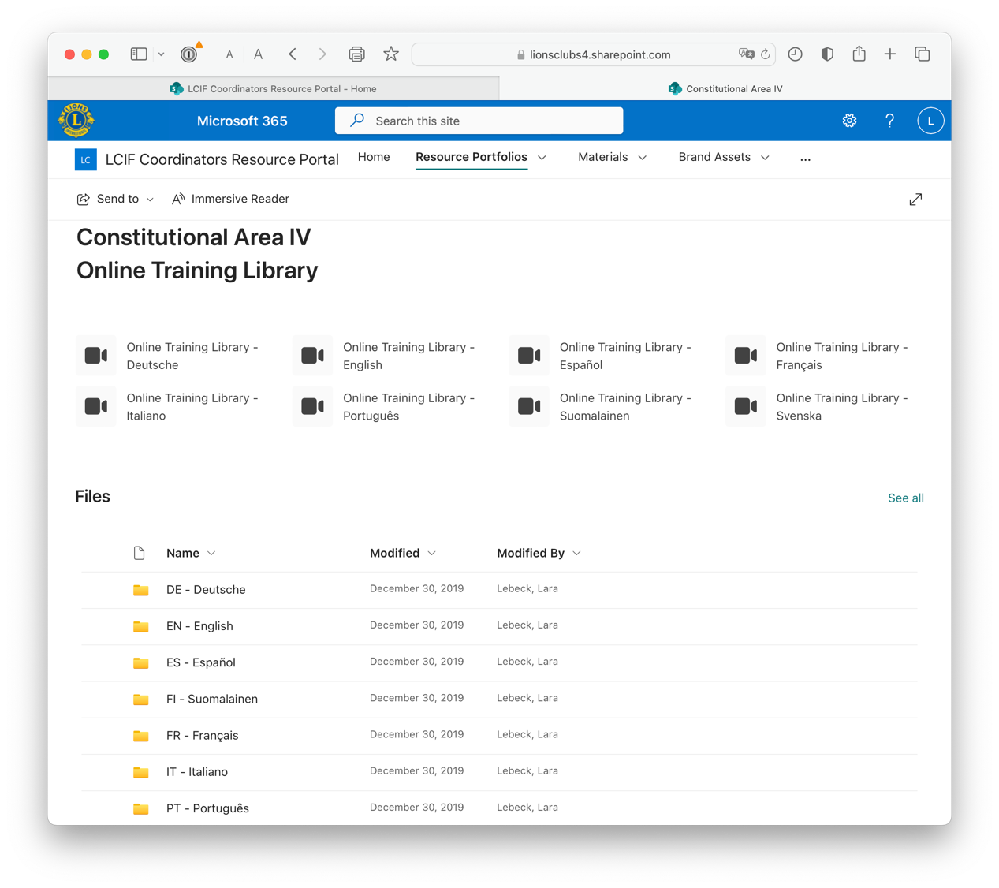 A A lionsclubs4.sharepoint.com
LCIF Coordinators Resource Portal - Home
Constitutional Area IV
LIONS L INTERNATIONAL Microsoft 365 Search this site ? L
LC LCIF Coordinators Resource Portal Home Resource Portfolios Materials Brand Assets ...
Send to Immersive Reader
Constitutional Area IV
Online Training Library
Online Training Library -
Deutsche
Online Training Library -
English
Online Training Library -
Español
Online Training Library -
Français
Online Training Library -
Italiano
Online Training Library -
Português
Online Training Library -
Suomalainen
Online Training Library -
Svenska
Files See all
Name Modified Modified By
DE - Deutsche December 30, 2019 Lebeck, Lara
EN - English December 30, 2019 Lebeck, Lara
ES - Español December 30, 2019 Lebeck, Lara
FI - Suomalainen December 30, 2019 Lebeck, Lara
FR - Français December 30, 2019 Lebeck, Lara
IT - Italiano December 30, 2019 Lebeck, Lara
PT - Português December 30, 2019 Lebeck, Lara